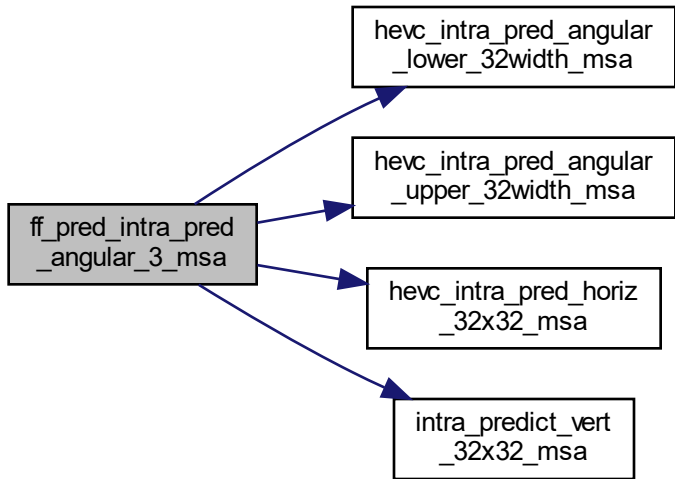 hevc_intra_pred_angular
_lower_32width_msa
hevc_intra_pred_angular
_upper_32width_msa
ff_pred_intra_pred
_angular_3_msa
hevc_intra_pred_horiz
_32x32_msa
intra_predict_vert
_32x32_msa